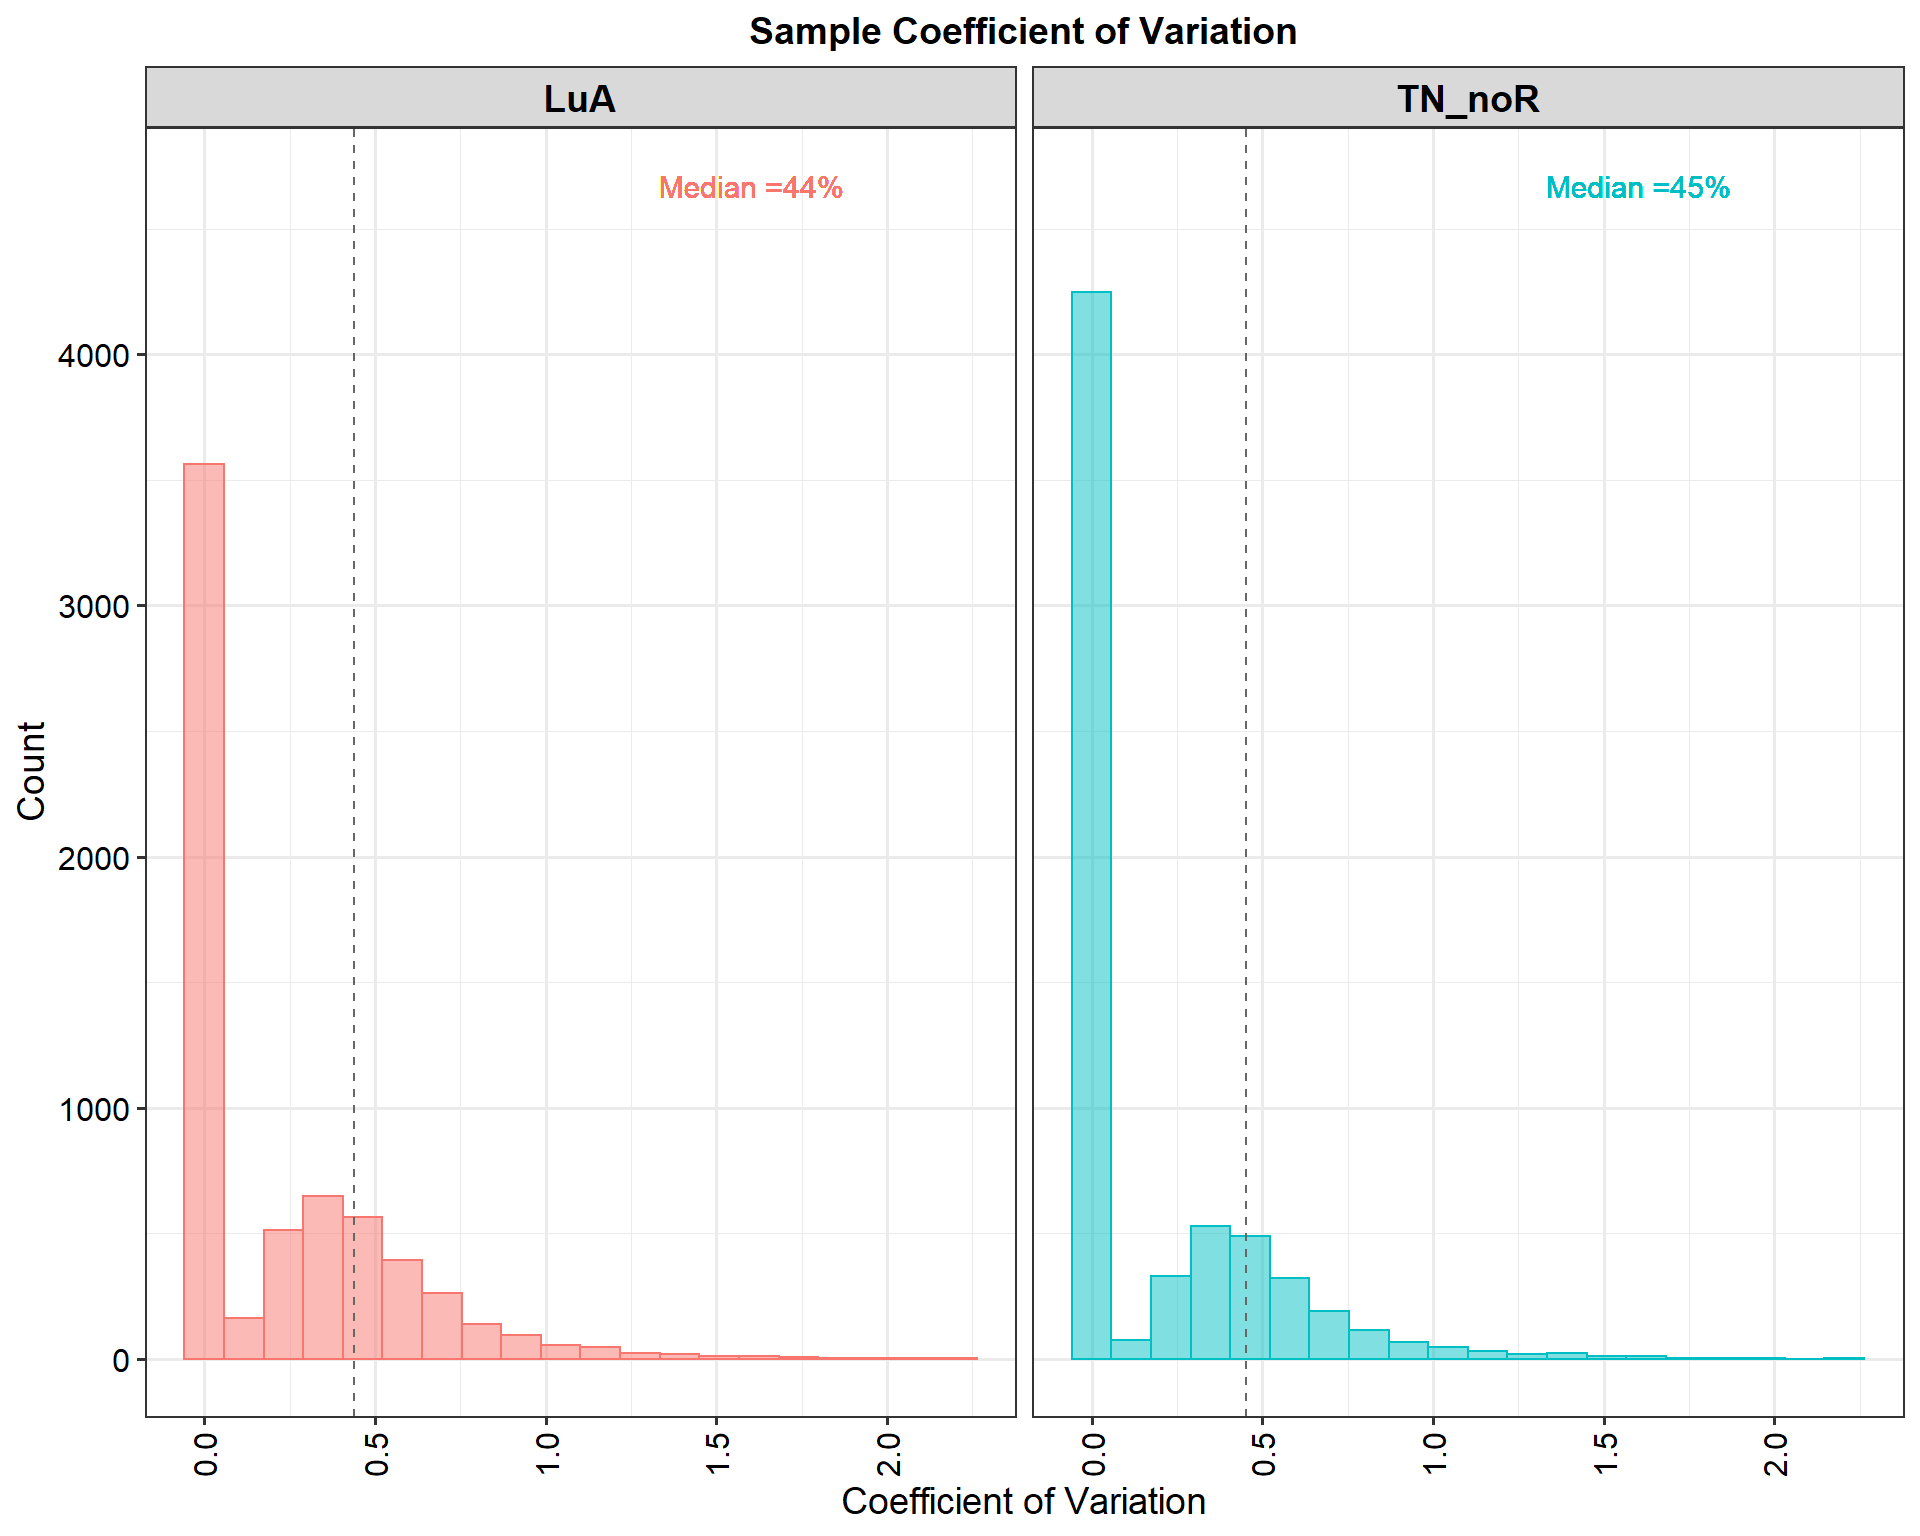 Sample Coefficient of Variation
LuA
TN_noR
Median =44%
Median =45%
4000
3000
2000
1000
0
Count
0.0
0.5
1.0
1.5
2.0
0.0
0.5
1.0
1.5
2.0
Coefficient of Variation